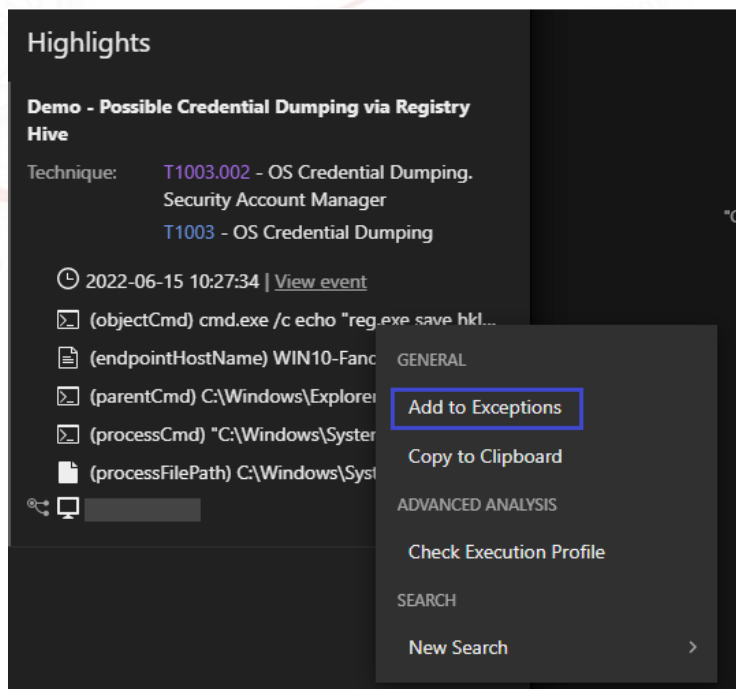 Highlights
Demo - Possible Credential Dumping via Registry
Hive
Technique: T1003.002 - OS Credential Dumping.
Security Account Manager
T1003 - OS Credential Dumping
2022-06-15 10:27:34 | View event
(objectCmd) cmd.exe /c echo "reg.exe save hkl...
(endpointHostName) WIN10-Fanc
(parentCmd) C:\Windows\Explorer
(processCmd) "C:\Windows\System
(processFilePath) C:\Windows\Syst
GENERAL
Add to Exceptions
Copy to Clipboard
ADVANCED ANALYSIS
Check Execution Profile
SEARCH
New Search